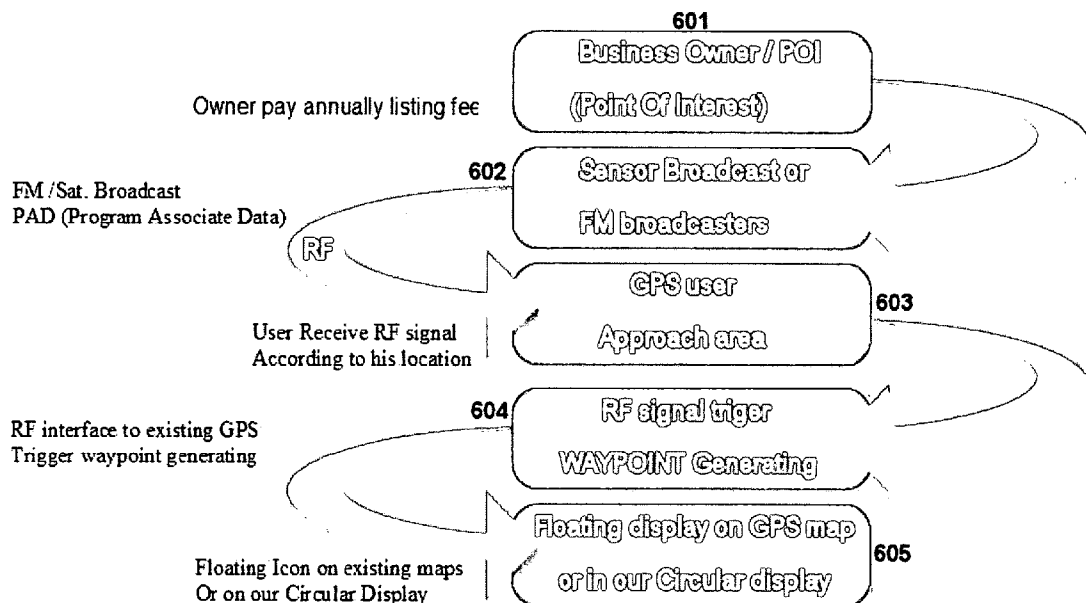 601
Business Owner / POI
(Point Of Interest)
Owner pay annually listing fee
602
Sensor Broadcast or
FM broadcasters
FM /Sat. Broadcast
PAD (Program Associate Data)
RF
GPS user
Approach area
603
User Receive RF signal
According to his location
604
RF signal triger
WAYPOINT Generating
RF interface to existing GPS
Trigger waypoint generating
Floating display on GPS map
or in our Circular display
605
Floating Icon on existing maps
Or on our Circular Display